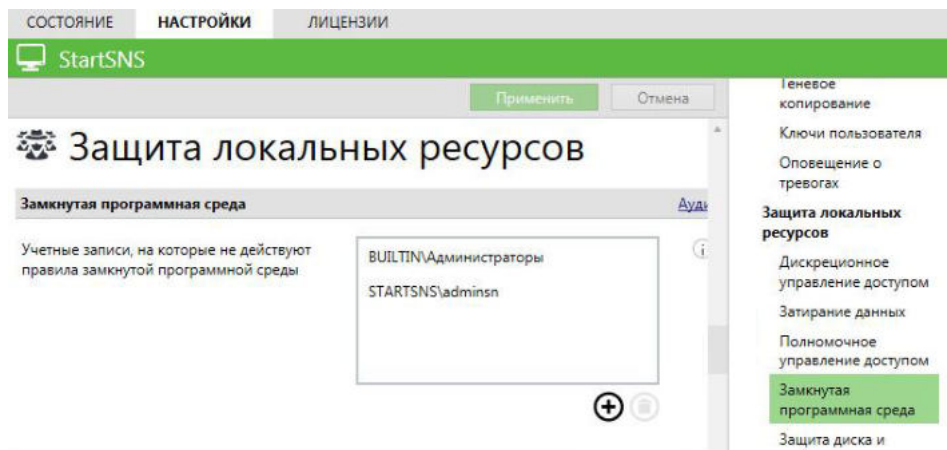 СОСТОЯНИЕ НАСТРОЙКИ ЛИЦЕНЗИИ
StartSNS
Применить Отмена
Защита локальных ресурсов
Замкнутая программная среда
Учетные записи, на которые не действуют
правила замкнутой программной среды
BUILTIN\Администраторы
STARTSNS\adminsn
Теневое
копирование
Ключи пользователя
Оповещение о
тревогах
Защита локальных
ресурсов
Дискреционное
управление доступом
Затирание данных
Полномочное
управление доступом
Замкнутая
программная среда
Защита диска и